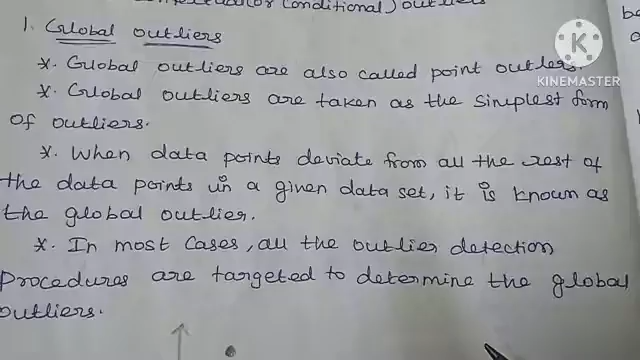 (or Conditional) outliers
1. Global outliers
*. Global outliers are also called point outlers.
*. Global outliers are taken as the simplest form
of outliers.
*. When data points deviate from all the rest of
the data points in a given data set, it is known as
the global outlier.
*. In most cases, all the outlier detection
Procedures are targeted to determine the global
outliers.
K
KINEMASTER